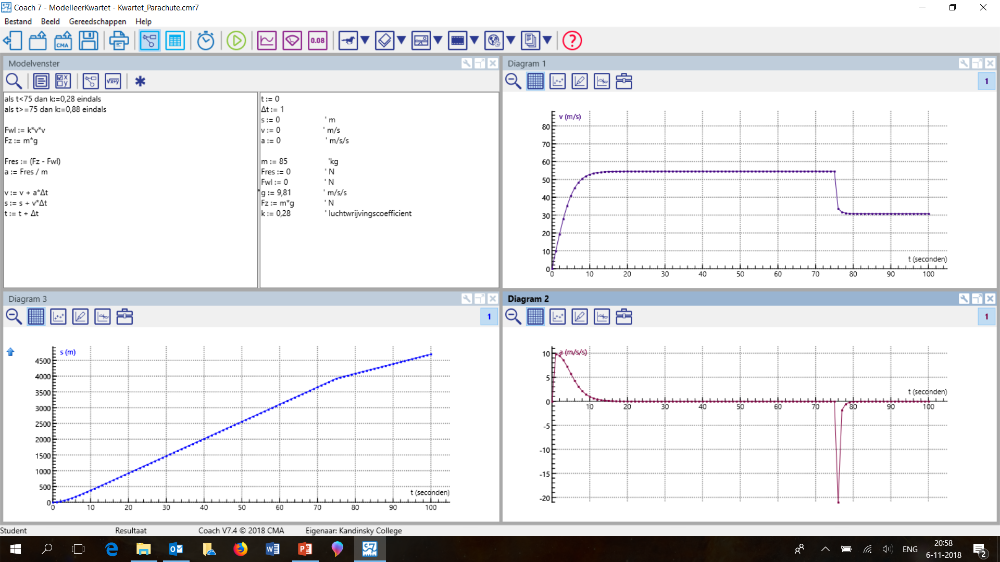 Coach 7 - ModelleerKwartet - Kwartet_Parachute.cmr7
Bestand Beeld Gereedschappen Help
CMA 0.08 ?
Modelvenster
als t<75 dan k:=0,28 eindals
als t>=75 dan k:=0,88 eindals
Fwl := k*v*v
Fz := m*g
Fres := (Fz - Fwl)
a := Fres / m
v := v + a*Δt
s := s + v*Δt
t := t + Δt
t := 0
Δt := 1
s := 0 ' m
v := 0 ' m/s
a := 0 ' m/s/s
m := 85 'kg
Fres := 0 ' N
Fwl := 0 ' N
g := 9,81 ' m/s/s
Fz := m*g ' N
k := 0,28 ' luchtwrijvingscoefficient
Diagram 1
1
v (m/s)
80
70
60
50
40
30
20
10
0
t (seconden)
0 10 20 30 40 50 60 70 80 90 100
Diagram 3
1
s (m)
4500
4000
3500
3000
2500
2000
1500
1000
500
0
t (seconden)
0 10 20 30 40 50 60 70 80 90 100
Diagram 2
1
a (m/s/s)
10
5
0
-5
-10
-15
-20
t (seconden)
10 20 30 40 50 60 70 80 90 100
Student Resultaat Coach V7.4 © 2018 CMA Eigenaar: Kandinsky College
ENG
20:58
6-11-2018
2